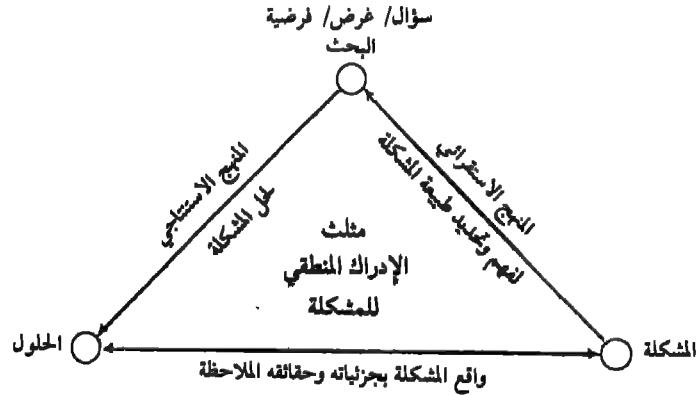 سؤال/ غرض/ فرضية
البحث
المنهج الاستقرائي
لفهم وتحديد طبيعة المشكلة
المنهج الاستنتاجي
لحل المشكلة
مثلث
الإدراك المنطقي
للمشكلة
المشكلة
الحلول
واقع المشكلة بجزئياته وحقائقه الملاحظة